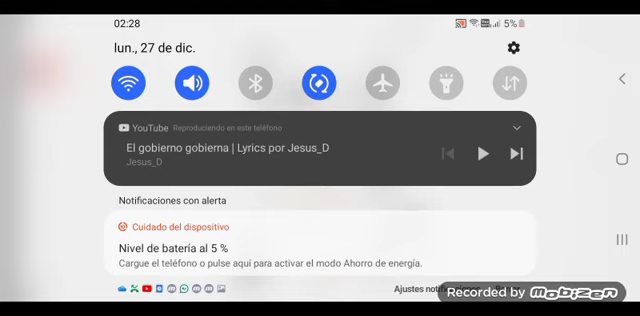 02:28
5%
lun., 27 de dic.
YouTube Reproduciendo en este teléfono
El gobierno gobierna | Lyrics por Jesus_D
Jesus_D
Notificaciones con alerta
Cuidado del dispositivo
Nivel de batería al 5 %
Cargue el teléfono o pulse aquí para activar el modo Ahorro de energía.
Ajustes
Recorded by MOBIZEN